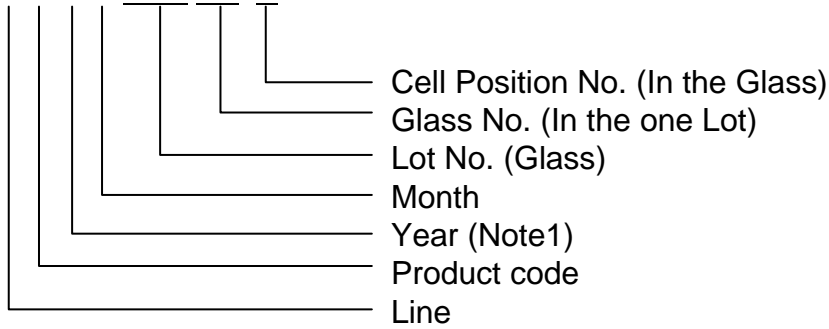 Cell Position No. (In the Glass)
Glass No. (In the one Lot)
Lot No. (Glass)
Month
Year (Note1)
Product code
Line